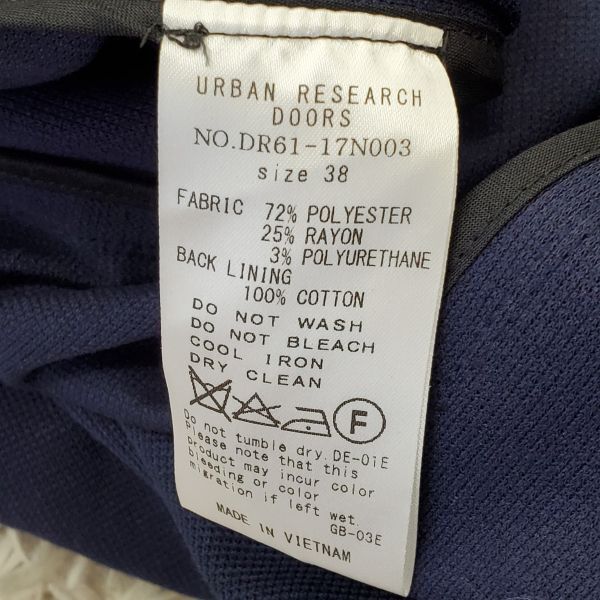 URBAN RESEARCH
DOORS
NO.DR61-17N003
size 38
FABRIC 72% POLYESTER
25% RAYON
3% POLYURETHANE
BACK LINING
100% COTTON
DO NOT WASH
DO NOT BLEACH
COOL IRON
DRY CLEAN
F
Do not tumble dry. DE-01E
Please note that this
product may incur color
bleeding or color
migration if left wet.
GB-03E
MADE IN VIETNAM